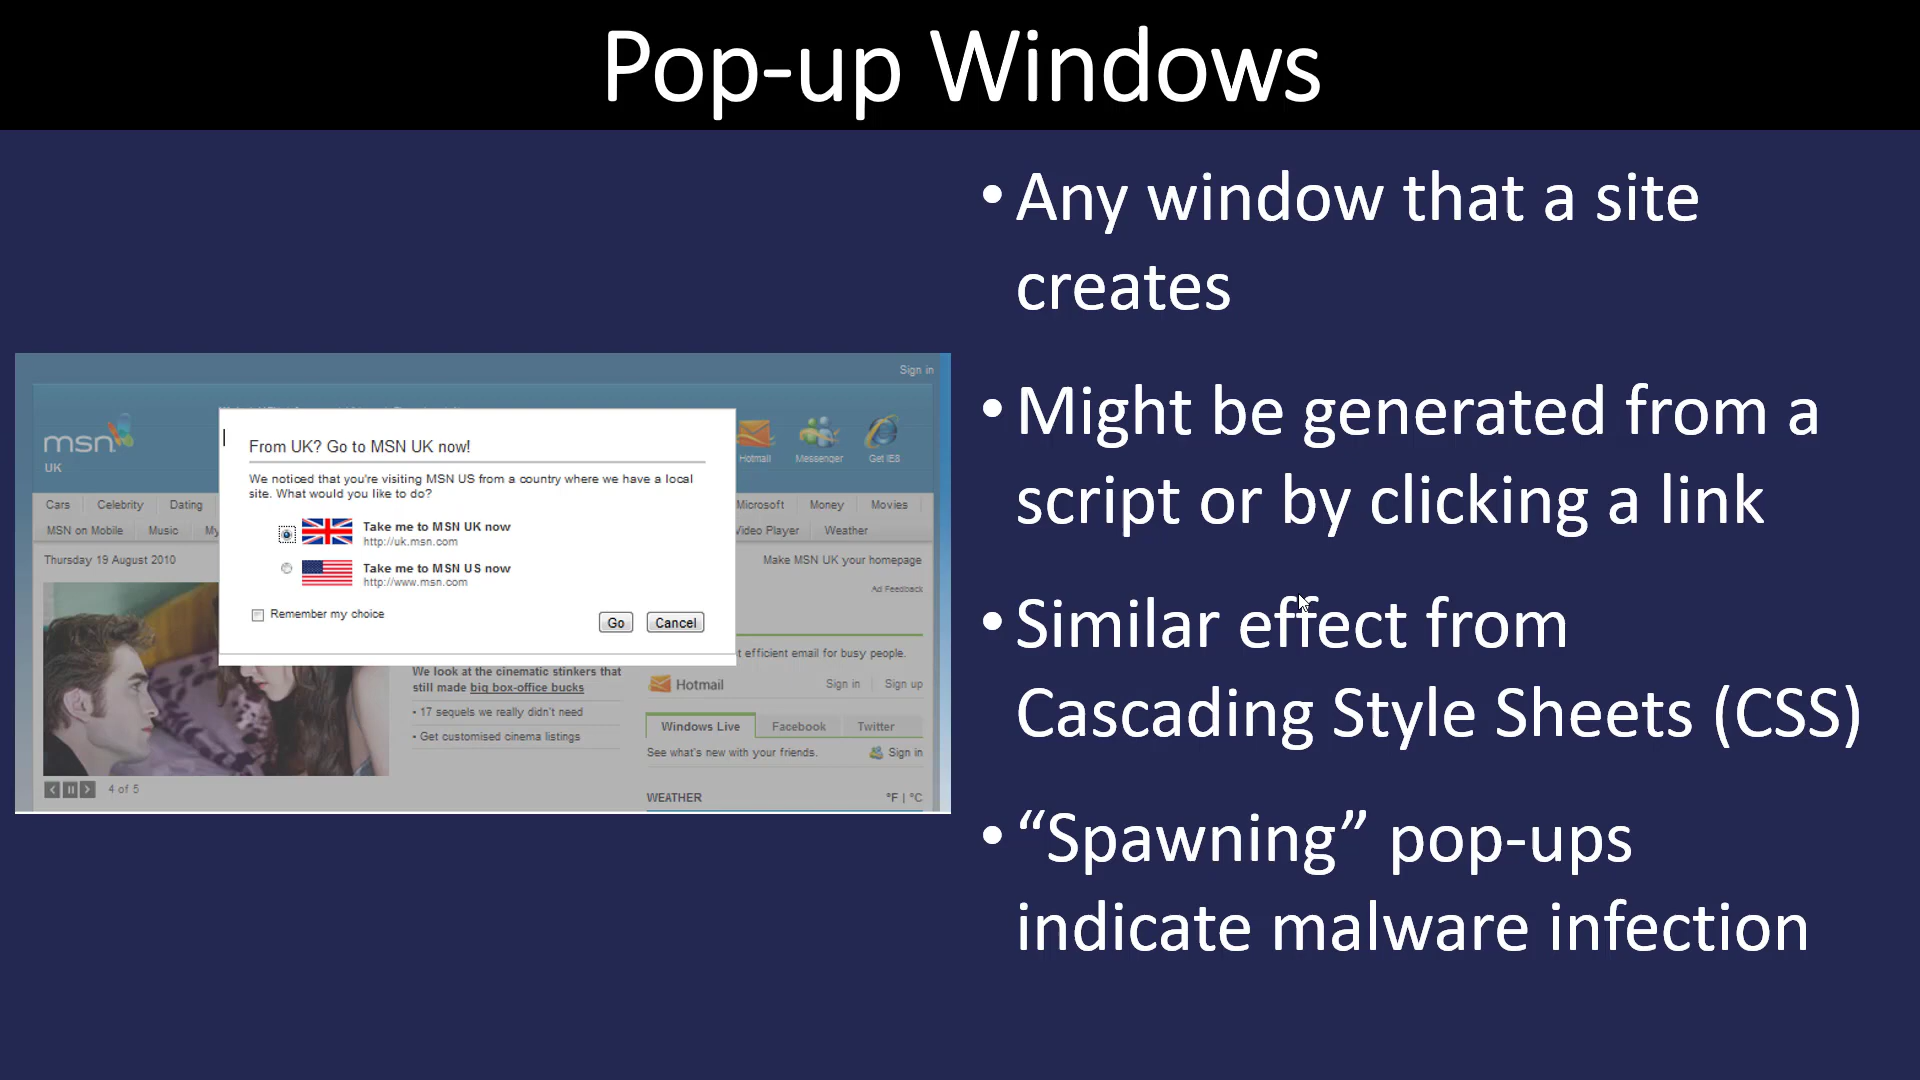 Pop-up Windows
• Any window that a site
creates
• Might be generated from a
script or by clicking a link
• Similar effect from
Cascading Style Sheets (CSS)
• “Spawning” pop-ups
indicate malware infection
Sign in
msn
UK
Hotmail Messenger Get IE8
Cars Celebrity Dating Microsoft Money Movies
MSN on Mobile Music My Video Player Weather
Thursday 19 August 2010
Make MSN UK your homepage
Ad Feedback
From UK? Go to MSN UK now!
We noticed that you're visiting MSN US from a country where we have a local
site. What would you like to do?
Take me to MSN UK now
http://uk.msn.com
Take me to MSN US now
http://www.msn.com
Remember my choice
Go Cancel
t efficient email for busy people.
We look at the cinematic stinkers that
still made big box-office bucks
• 17 sequels we really didn't need
• Get customised cinema listings
4 of 5
Hotmail Sign in Sign up
Windows Live Facebook Twitter
See what's new with your friends. Sign in
WEATHER °F | °C